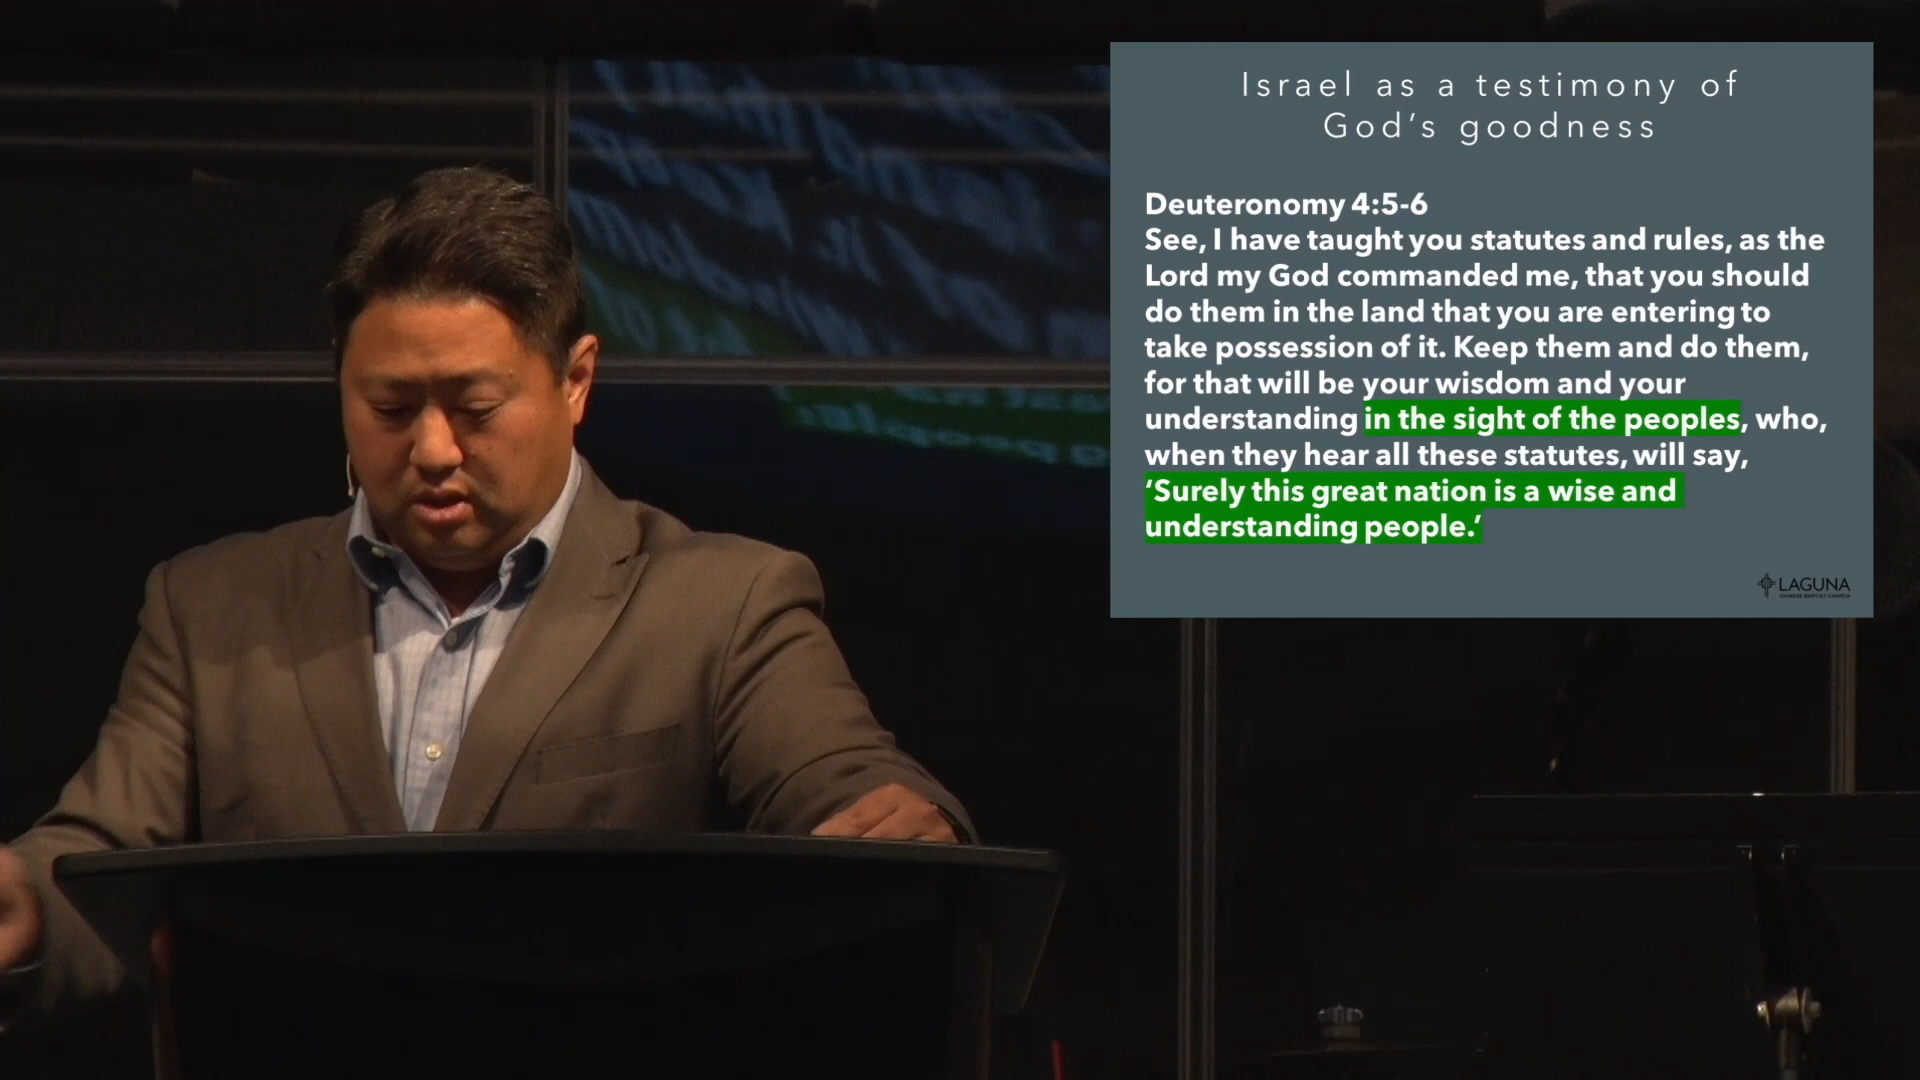 Israel as a testimony of
God’s goodness
Deuteronomy 4:5-6
See, I have taught you statutes and rules, as the
Lord my God commanded me, that you should
do them in the land that you are entering to
take possession of it. Keep them and do them,
for that will be your wisdom and your
understanding in the sight of the peoples, who,
when they hear all these statutes, will say,
‘Surely this great nation is a wise and
understanding people.’
LAGUNA
CHINESE BAPTIST CHURCH